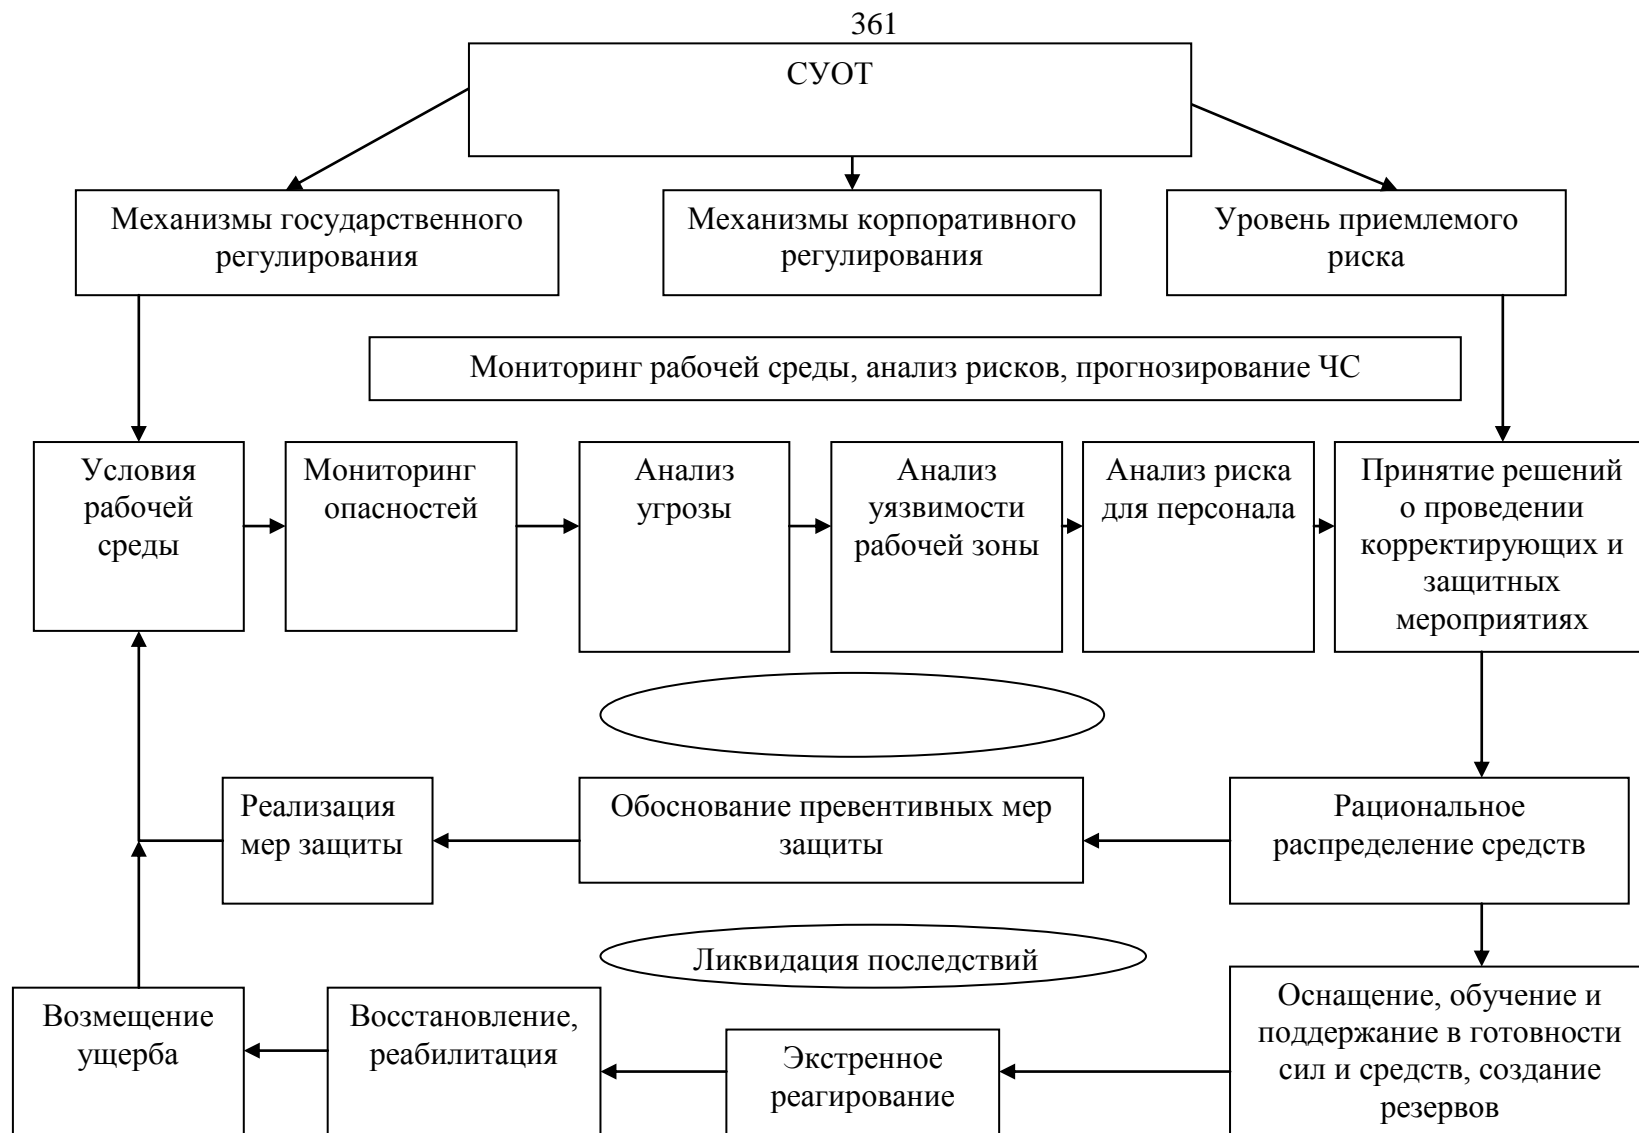 361
СУОТ
Механизмы государственного
регулирования
Механизмы корпоративного
регулирования
Уровень приемлемого
риска
Мониторинг рабочей среды, анализ рисков, прогнозирование ЧС
Условия
рабочей
среды
Мониторинг
опасностей
Анализ
угрозы
Анализ
уязвимости
рабочей зоны
Анализ риска
для персонала
Принятие решений
о проведении
корректирующих и
защитных
мероприятиях
Реализация
мер защиты
Обоснование превентивных мер
защиты
Рациональное
распределение средств
Ликвидация последствий
Возмещение
ущерба
Восстановление,
реабилитация
Экстренное
реагирование
Оснащение, обучение и
поддержание в готовности
сил и средств, создание
резервов